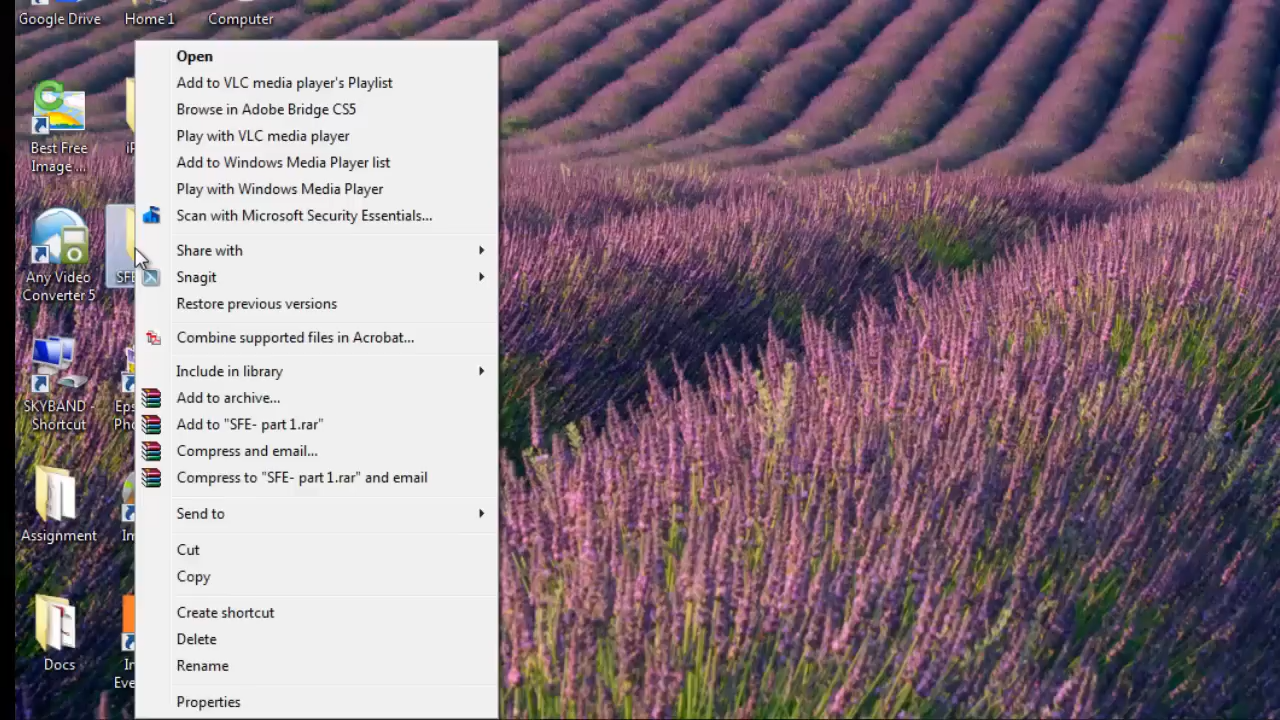 Google Drive
Home 1
Computer
Best Free
Image ...
Any Video
Converter 5
SFE
SKYBAND -
Shortcut
Eps
Assignment
Docs
Open
Add to VLC media player's Playlist
Browse in Adobe Bridge CS5
Play with VLC media player
Add to Windows Media Player list
Play with Windows Media Player
Scan with Microsoft Security Essentials...
Share with
Snagit
Restore previous versions
Combine supported files in Acrobat...
Include in library
Add to archive...
Add to "SFE- part 1.rar"
Compress and email...
Compress to "SFE- part 1.rar" and email
Send to
Cut
Copy
Create shortcut
Delete
Rename
Properties